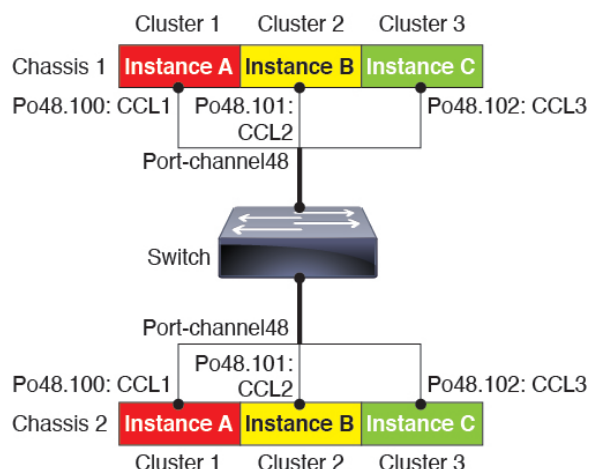 Cluster 1 Cluster 2 Cluster 3
Chassis 1 Instance A Instance B Instance C
Po48.100: CCL1 Po48.101: CCL2 Po48.102: CCL3
Port-channel48
Switch
Port-channel48
Po48.100: CCL1 Po48.101: CCL2 Po48.102: CCL3
Chassis 2 Instance A Instance B Instance C
Cluster 1 Cluster 2 Cluster 3